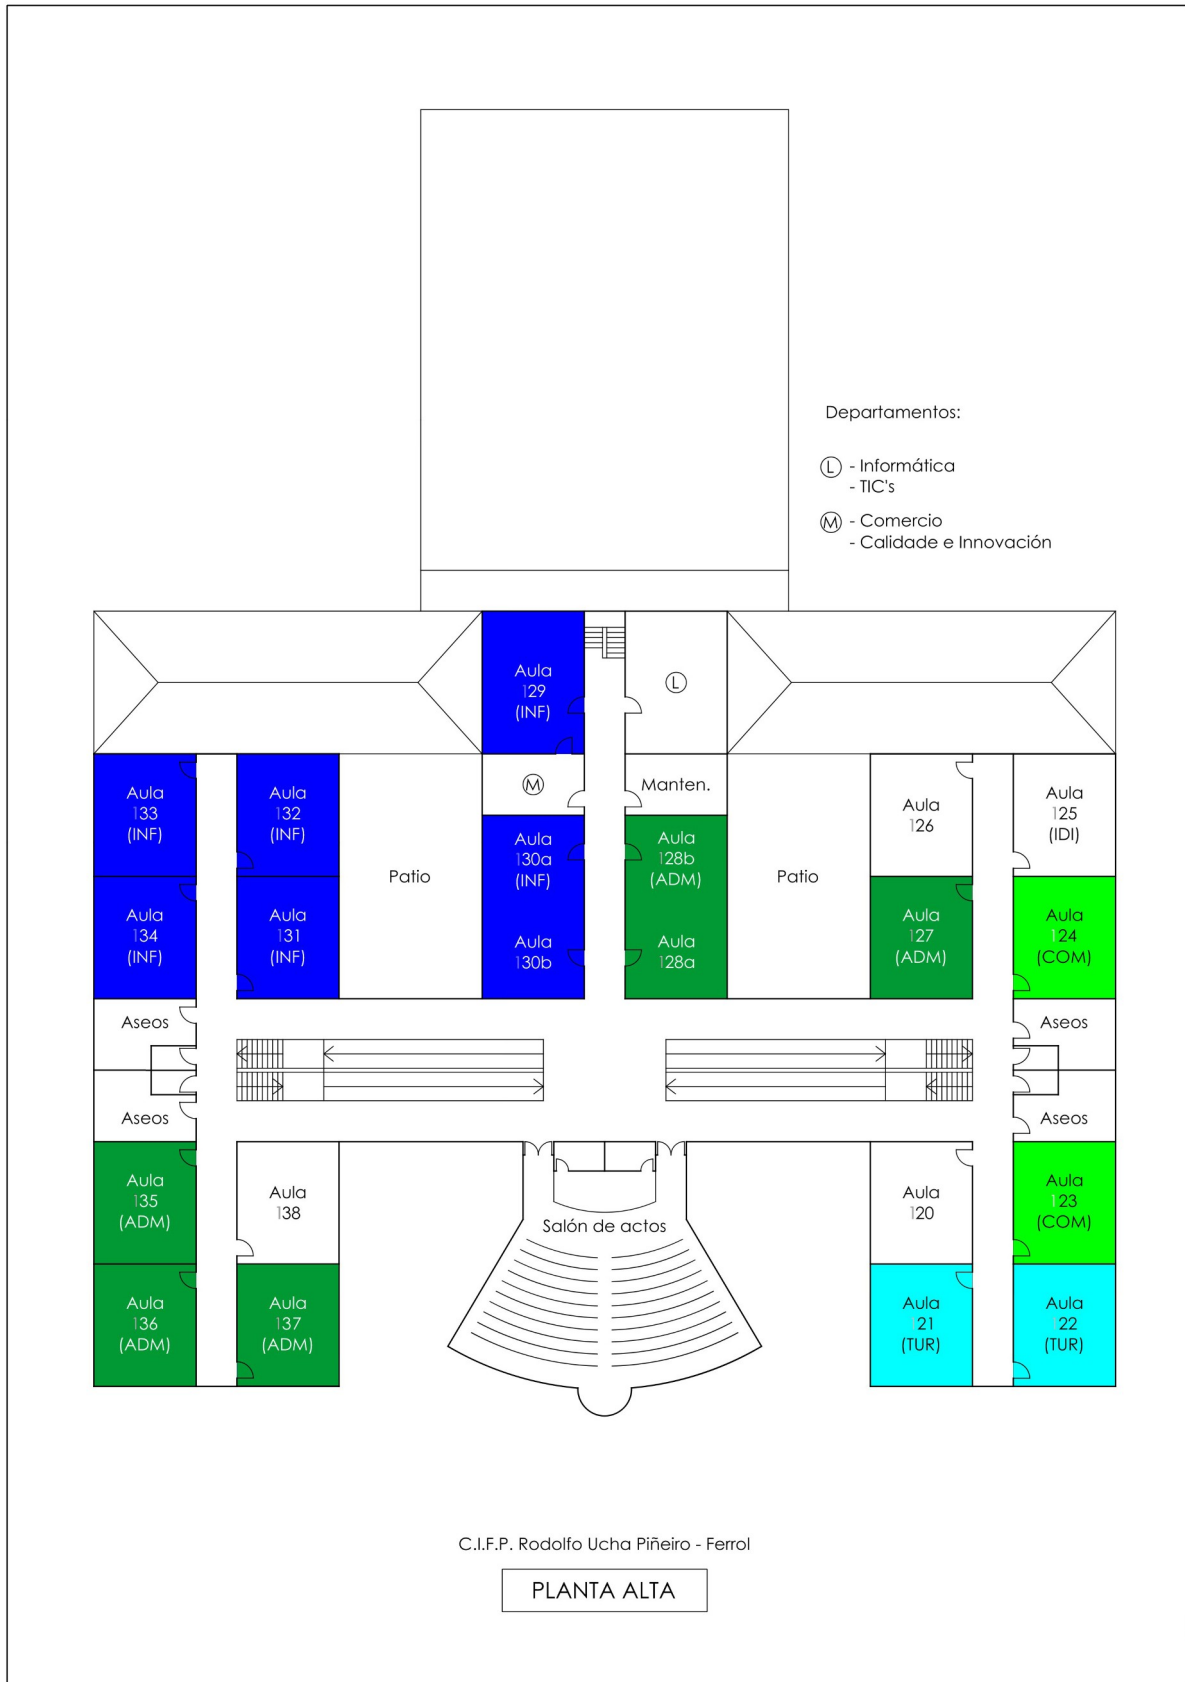 Departamentos:
L - Informática
- TIC's
M - Comercio
- Calidade e Innovación
Aula
129
(INF)
L
Aula
133
(INF)
Aula
132
(INF)
M
Manten.
Aula
126
Aula
125
(IDI)
Patio
Aula
130a
(INF)
Aula
128b
(ADM)
Patio
Aula
134
(INF)
Aula
131
(INF)
Aula
130b
Aula
128a
Aula
127
(ADM)
Aula
124
(COM)
Aseos
Aseos
Aseos
Aseos
Aula
135
(ADM)
Aula
138
Salón de actos
Aula
120
Aula
123
(COM)
Aula
136
(ADM)
Aula
137
(ADM)
Aula
121
(TUR)
Aula
122
(TUR)
C.I.F.P. Rodolfo Ucha Piñeiro - Ferrol
PLANTA ALTA